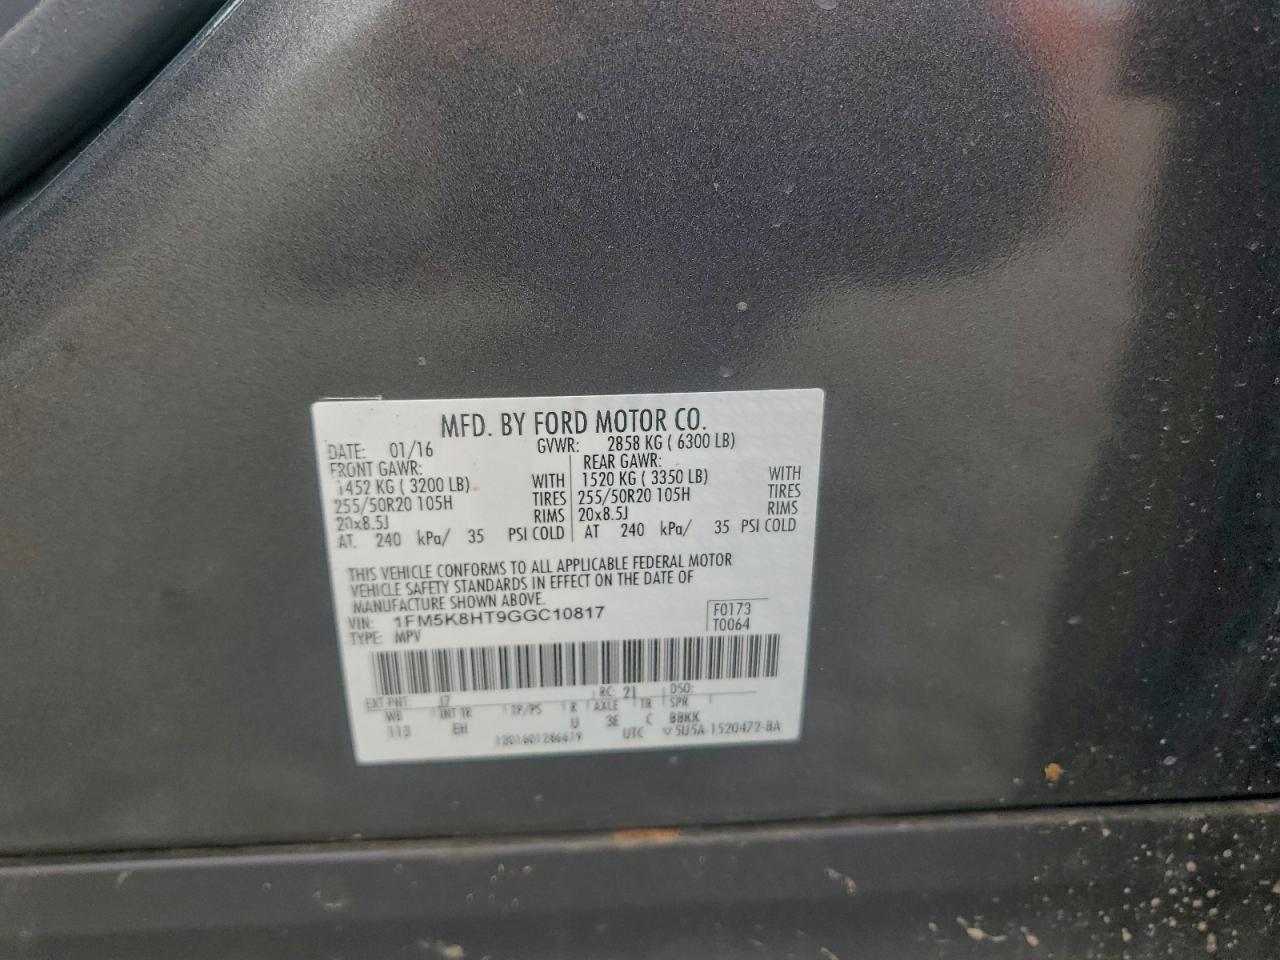 MFD. BY FORD MOTOR CO.
DATE: 01/16 GVWR: 2858 KG ( 6300 LB)
FRONT GAWR: REAR GAWR:
1452 KG ( 3200 LB) WITH 1520 KG ( 3350 LB) WITH
255/50R20 105H TIRES 255/50R20 105H TIRES
20x8.5J RIMS 20x8.5J RIMS
AT 240 kPa/ 35 PSI COLD AT 240 kPa/ 35 PSI COLD
THIS VEHICLE CONFORMS TO ALL APPLICABLE FEDERAL MOTOR
VEHICLE SAFETY STANDARDS IN EFFECT ON THE DATE OF
MANUFACTURE SHOWN ABOVE.
VIN: 1FM5K8HT9GGC10817 F0173
TYPE: MPV T0064
EXT PNT: J7 RC: 21 DSO:
WB INT TR TP/PS R AXLE TR SPR
113 EH U 3E C BBKK
1201601286619 UTC ▽5U5A-1520472-BA